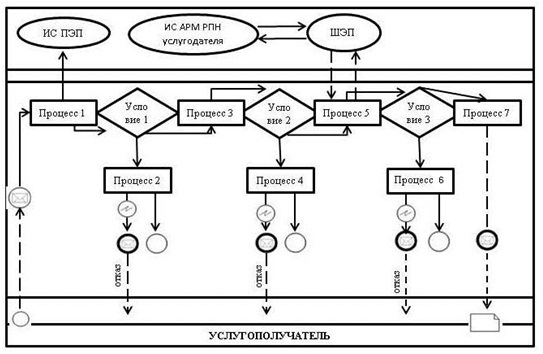 ИС ПЭП
ИС АРМ РПН
услугодателя
ШЭП
Процесс 1
Усло
вие 1
Процесс 3
Усло
вие 2
Процесс 5
Усло
вие 3
Процесс 7
Процесс 2
Процесс 4
Процесс 6
отказ
отказ
отказ
УСЛУГОПОЛУЧАТЕЛЬ